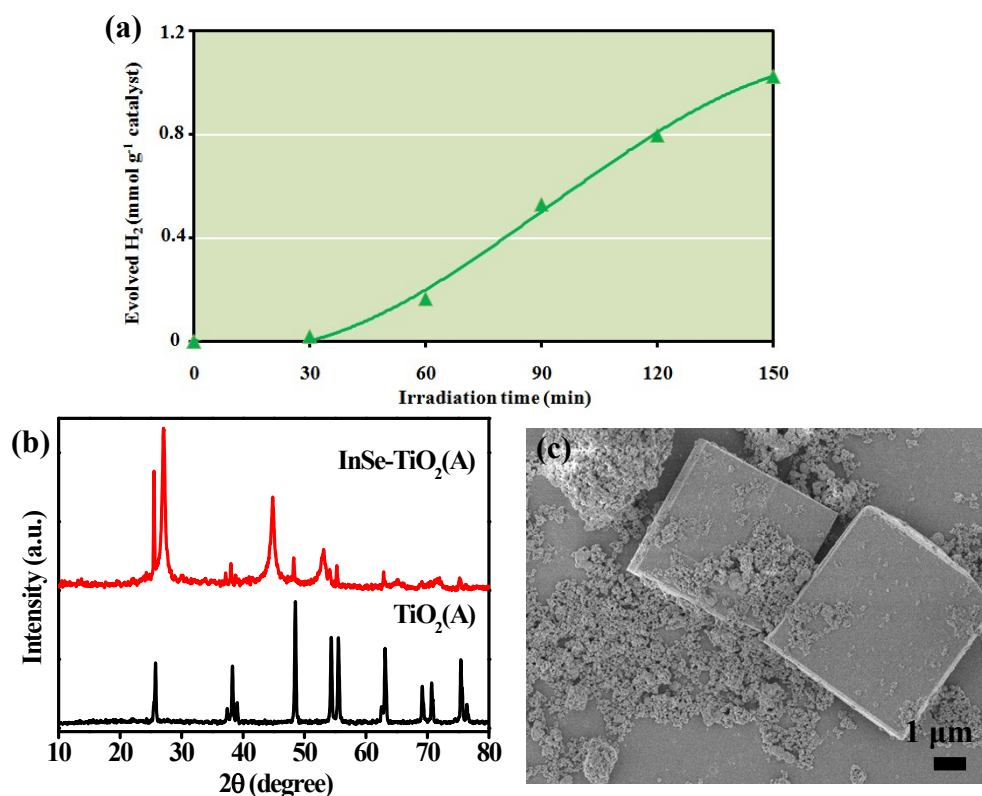 (a)
1.2
0.8
0.4
0
Evolved H₂ (mmol g⁻¹ catalyst)
0 30 60 90 120 150
Irradiation time (min)
(b)
InSe-TiO₂(A)
TiO₂(A)
Intensity (a.u.)
10 20 30 40 50 60 70 80
2θ (degree)
(c)
1 μm